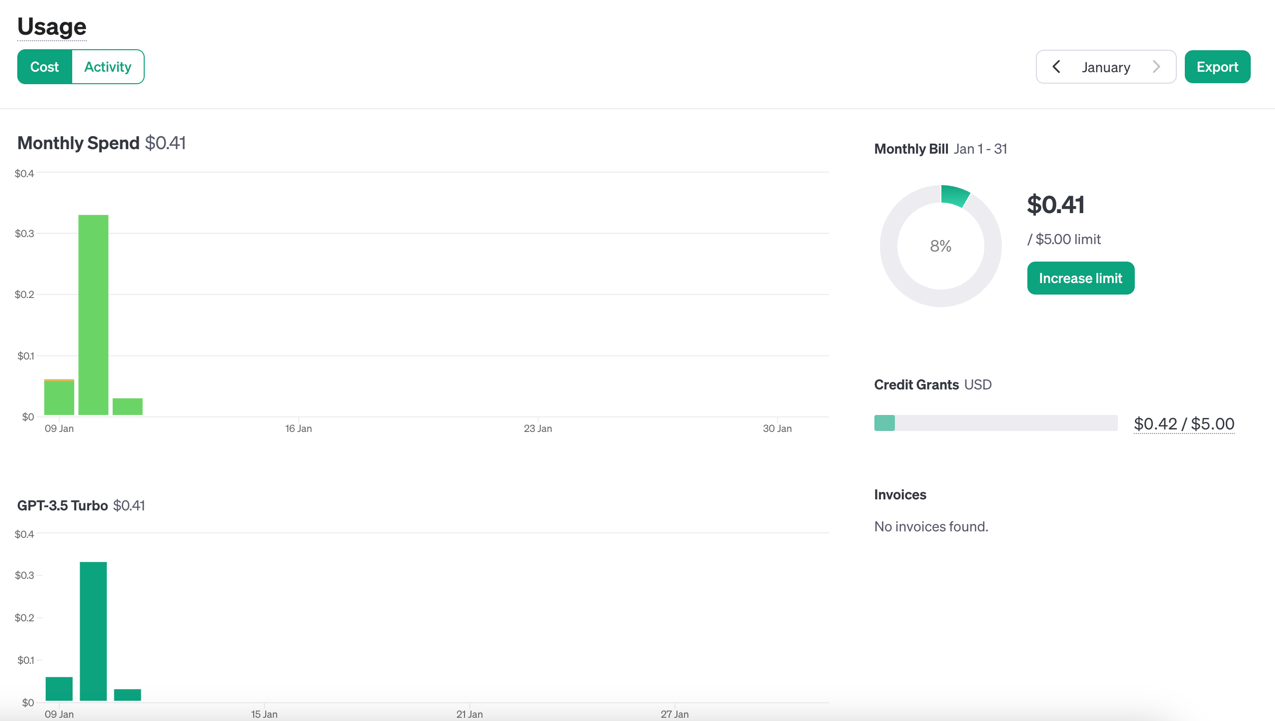 Usage
Cost Activity
January
Export
Monthly Spend $0.41
$0.4
$0.3
$0.2
$0.1
$0
09 Jan 16 Jan 23 Jan 30 Jan
GPT-3.5 Turbo $0.41
$0.4
$0.3
$0.2
$0.1
$0
09 Jan 15 Jan 21 Jan 27 Jan
Monthly Bill Jan 1 - 31
8%
$0.41
/ $5.00 limit
Increase limit
Credit Grants USD
$0.42 / $5.00
Invoices
No invoices found.